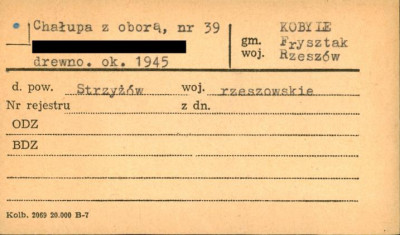 Chałupa z oborą, nr 39
KOBYLE
gm. Frysztak
woj. Rzeszów
drewno. ok. 1945
d. pow. Strzyżów woj. rzeszowskie
Nr rejestru z dn.
ODZ
BDZ
Kolb. 2069 20.000 B-7